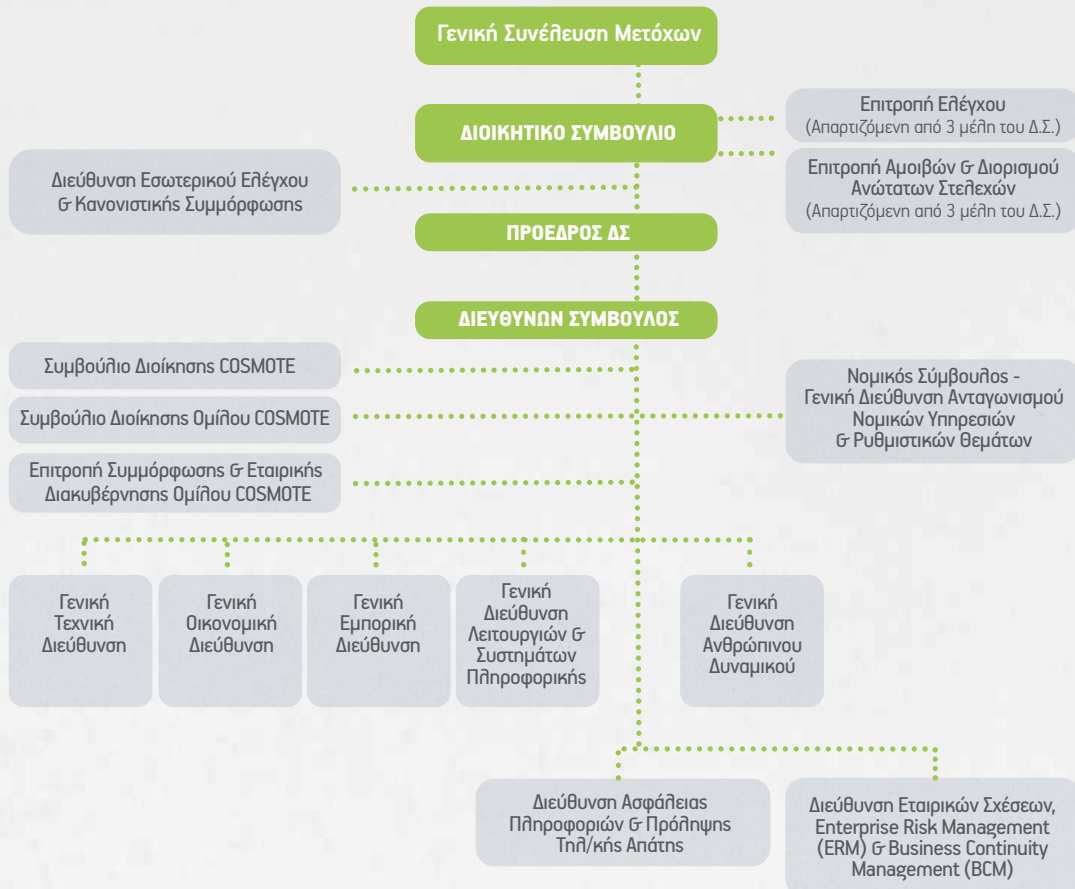 Γενική Συνέλευση Μετόχων
ΔΙΟΙΚΗΤΙΚΟ ΣΥΜΒΟΥΛΙΟ
Επιτροπή Ελέγχου
(Απαρτιζόμενη από 3 μέλη του Δ.Σ.)
Επιτροπή Αμοιβών & Διορισμού
Ανώτατων Στελεχών
(Απαρτιζόμενη από 3 μέλη του Δ.Σ.)
Διεύθυνση Εσωτερικού Ελέγχου
& Κανονιστικής Συμμόρφωσης
ΠΡΟΕΔΡΟΣ ΔΣ
ΔΙΕΥΘΥΝΩΝ ΣΥΜΒΟΥΛΟΣ
Συμβούλιο Διοίκησης COSMOTE
Συμβούλιο Διοίκησης Ομίλου COSMOTE
Επιτροπή Συμμόρφωσης & Εταιρικής
Διακυβέρνησης Ομίλου COSMOTE
Νομικός Σύμβουλος -
Γενική Διεύθυνση Ανταγωνισμού
Νομικών Υπηρεσιών
& Ρυθμιστικών Θεμάτων
Γενική
Τεχνική
Διεύθυνση
Γενική
Οικονομική
Διεύθυνση
Γενική
Εμπορική
Διεύθυνση
Γενική
Διεύθυνση
Λειτουργιών &
Συστημάτων
Πληροφορικής
Γενική
Διεύθυνση
Ανθρώπινου
Δυναμικού
Διεύθυνση Ασφάλειας
Πληροφοριών & Πρόληψης
Τηλ/κής Απάτης
Διεύθυνση Εταιρικών Σχέσεων,
Enterprise Risk Management
(ERM) & Business Continuity
Management (BCM)